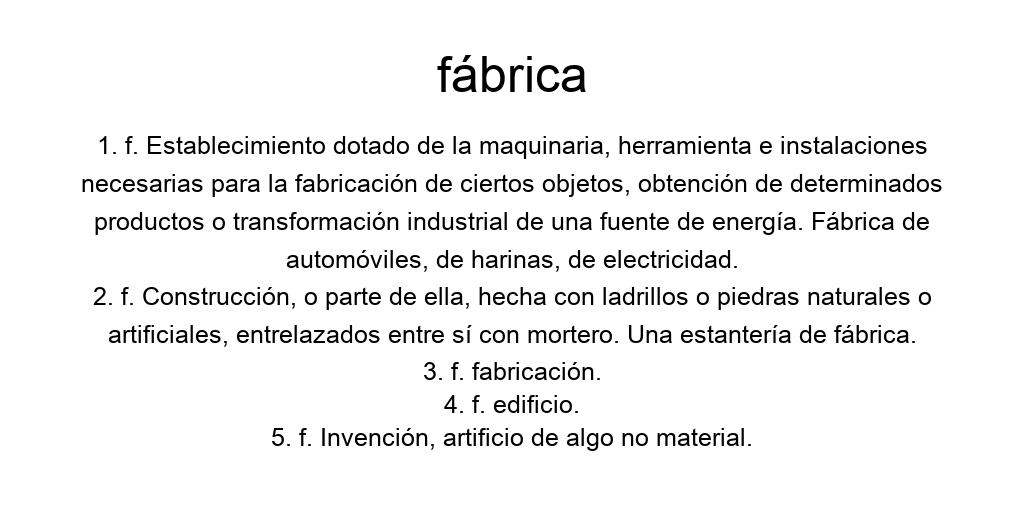 fábrica
1. f. Establecimiento dotado de la maquinaria, herramienta e instalaciones
necesarias para la fabricación de ciertos objetos, obtención de determinados
productos o transformación industrial de una fuente de energía. Fábrica de
automóviles, de harinas, de electricidad.
2. f. Construcción, o parte de ella, hecha con ladrillos o piedras naturales o
artificiales, entrelazados entre sí con mortero. Una estantería de fábrica.
3. f. fabricación.
4. f. edificio.
5. f. Invención, artificio de algo no material.